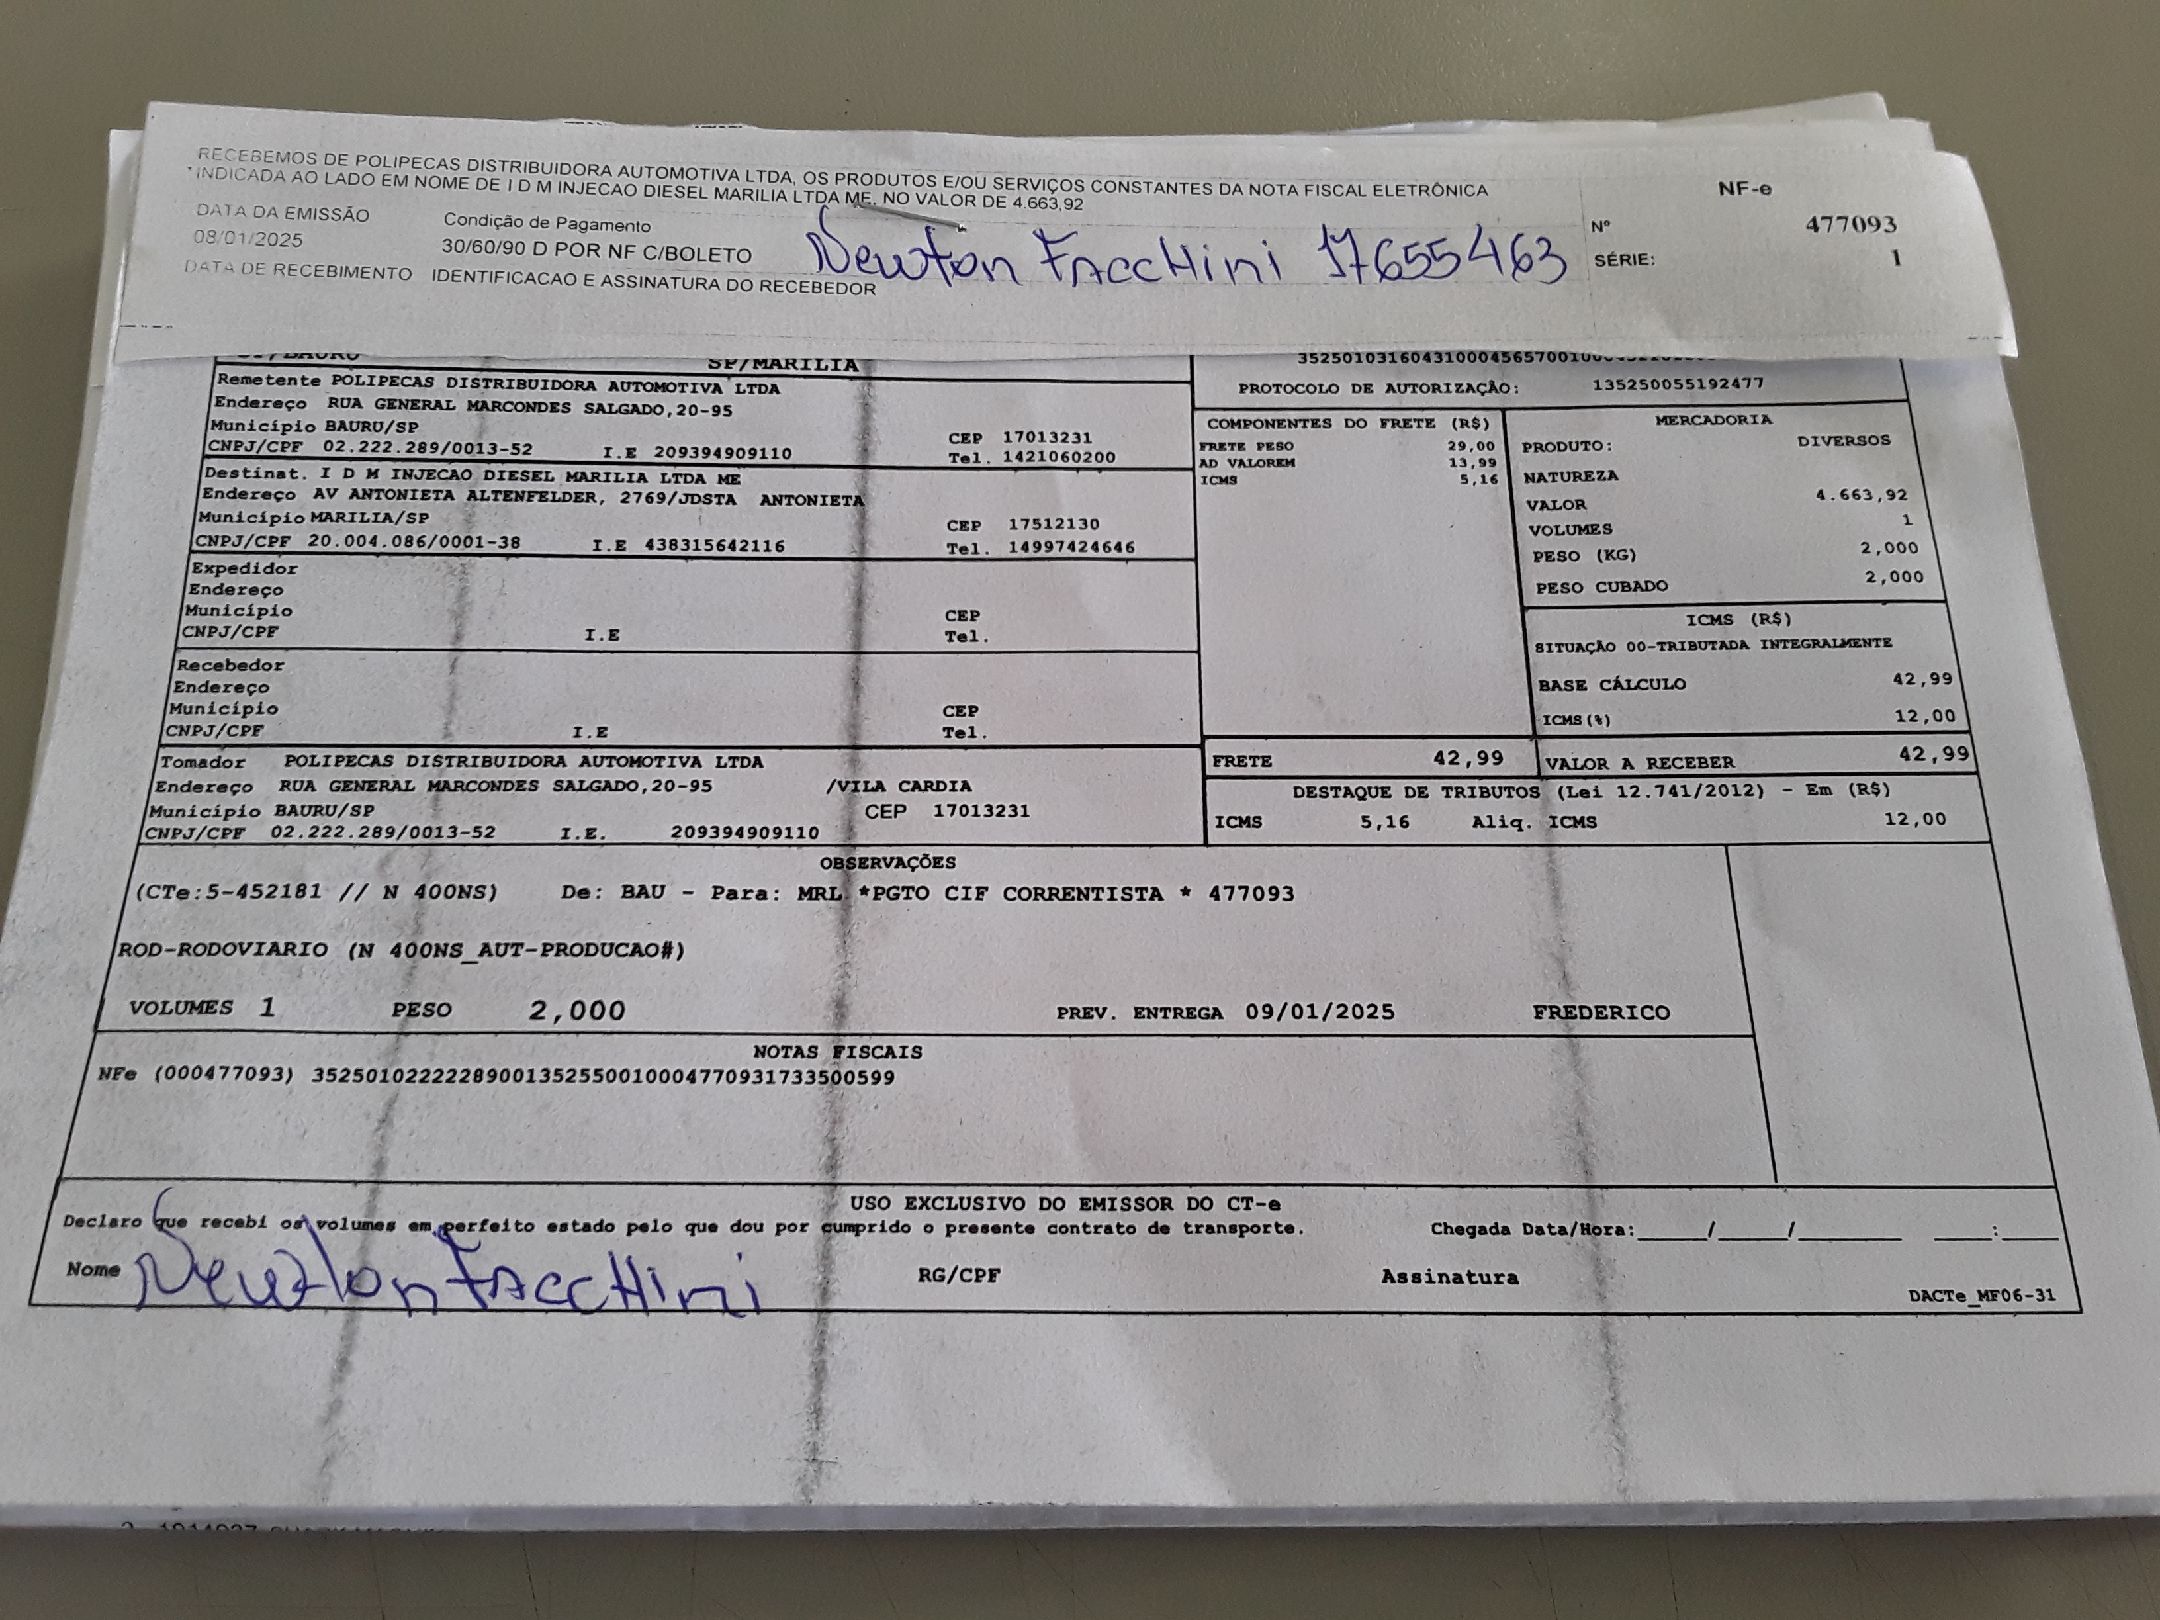 RECEBEMOS DE POLIPECAS DISTRIBUIDORA AUTOMOTIVA LTDA, OS PRODUTOS E/OU SERVIÇOS CONSTANTES DA NOTA FISCAL ELETRÔNICA
INDICADA AO LADO EM NOME DE I D M INJECAO DIESEL MARILIA LTDA ME, NO VALOR DE 4.663,92
NF-e
DATA DA EMISSÃO Condição de Pagamento
Nº 477093
08/01/2025 30/60/90 D POR NF C/BOLETO
Newton FAccHini 17655463
SÉRIE: 1
DATA DE RECEBIMENTO IDENTIFICACAO E ASSINATURA DO RECEBEDOR
SP/MARILIA
Remetente POLIPECAS DISTRIBUIDORA AUTOMOTIVA LTDA
Endereço RUA GENERAL MARCONDES SALGADO,20-95
Município BAURU/SP CEP 17013231
CNPJ/CPF 02.222.289/0013-52 I.E 209394909110 Tel. 1421060200
Destinat. I D M INJECAO DIESEL MARILIA LTDA ME
Endereço AV ANTONIETA ALTENFELDER, 2769/JDSTA ANTONIETA
Município MARILIA/SP CEP 17512130
CNPJ/CPF 20.004.086/0001-38 I.E 438315642116 Tel. 14997424646
Expedidor
Endereço
Município CEP
CNPJ/CPF I.E Tel.
Recebedor
Endereço
Município CEP
CNPJ/CPF I.E Tel.
Tomador POLIPECAS DISTRIBUIDORA AUTOMOTIVA LTDA
Endereço RUA GENERAL MARCONDES SALGADO,20-95 /VILA CARDIA
Município BAURU/SP CEP 17013231
CNPJ/CPF 02.222.289/0013-52 I.E. 209394909110
PROTOCOLO DE AUTORIZAÇÃO: 135250055192477
COMPONENTES DO FRETE (R$)
FRETE PESO 29,00
AD VALOREM 13,99
ICMS 5,16
MERCADORIA
PRODUTO: DIVERSOS
NATUREZA
VALOR 4.663,92
VOLUMES 1
PESO (KG) 2,000
PESO CUBADO 2,000
ICMS (R$)
SITUAÇÃO 00-TRIBUTADA INTEGRALMENTE
BASE CÁLCULO 42,99
ICMS(%) 12,00
FRETE 42,99 VALOR A RECEBER 42,99
DESTAQUE DE TRIBUTOS (Lei 12.741/2012) - Em (R$)
ICMS 5,16 Aliq. ICMS 12,00
OBSERVAÇÕES
(CTe:5-452181 // N 400NS) De: BAU - Para: MRL *PGTO CIF CORRENTISTA * 477093
ROD-RODOVIARIO (N 400NS_AUT-PRODUCAO#)
VOLUMES 1 PESO 2,000 PREV. ENTREGA 09/01/2025 FREDERICO
NOTAS FISCAIS
NFe (000477093) 35250102222289001352550010004770931733500599
USO EXCLUSIVO DO EMISSOR DO CT-e
Declaro que recebi os volumes em perfeito estado pelo que dou por cumprido o presente contrato de transporte. Chegada Data/Hora:_____/_____/_______ ____:____
Nome Newton FAccHini RG/CPF Assinatura
DACTe_MF06-31